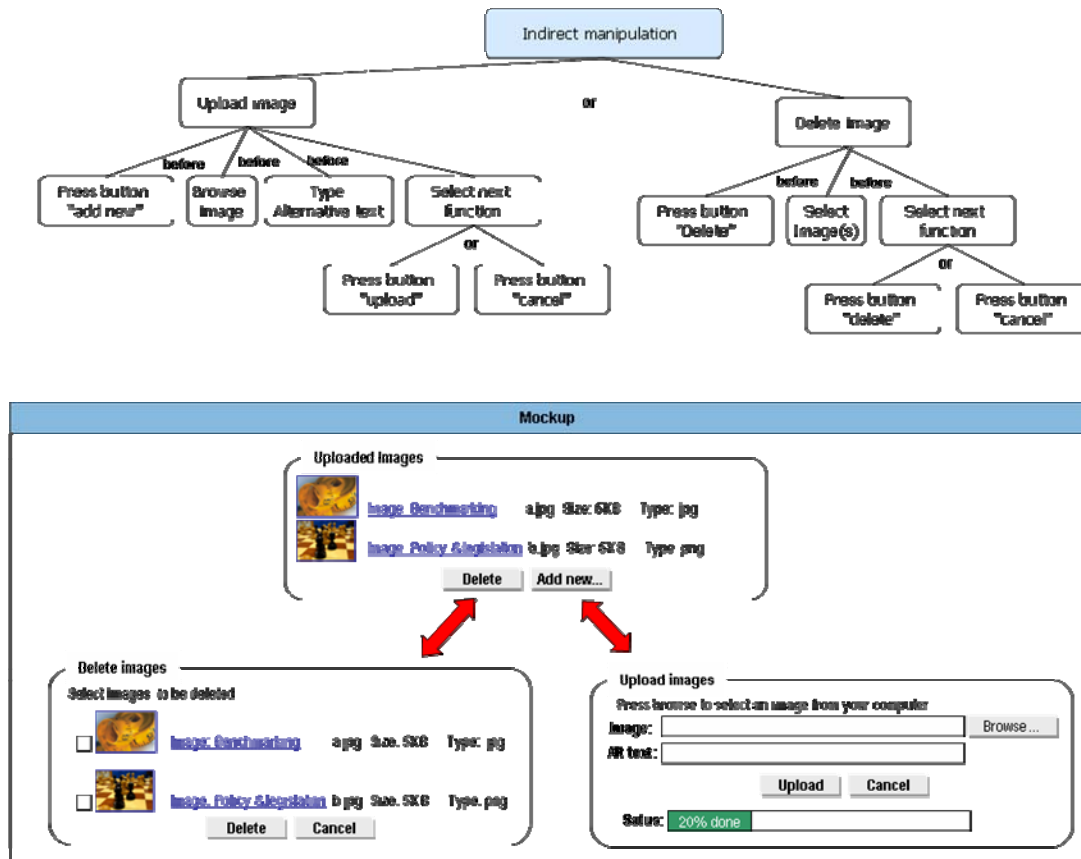 Indirect manipulation
Upload image
or
Delete image
before
before
before
before
before
Press button
"add new"
Browse
image
Type
Alternative text
Select next
function
Press button
"Delete"
Select
image(s)
Select next
function
or
or
Press button
"upload"
Press button
"cancel"
Press button
"delete"
Press button
"cancel"
Mockup
Uploaded images
Image: Benchmarking a.jpg Size: 5KB Type: jpg
Image: Policy & legislation b.jpg Size: 5KB Type: png
Delete Add new...
Delete images
Select images to be deleted
Image: Benchmarking a.jpg Size: 5KB Type: jpg
Image: Policy & legislation b.jpg Size: 5KB Type: png
Delete Cancel
Upload images
Press browse to select an image from your computer
Image: Browse ...
Alt text:
Upload Cancel
Satus: 20% done